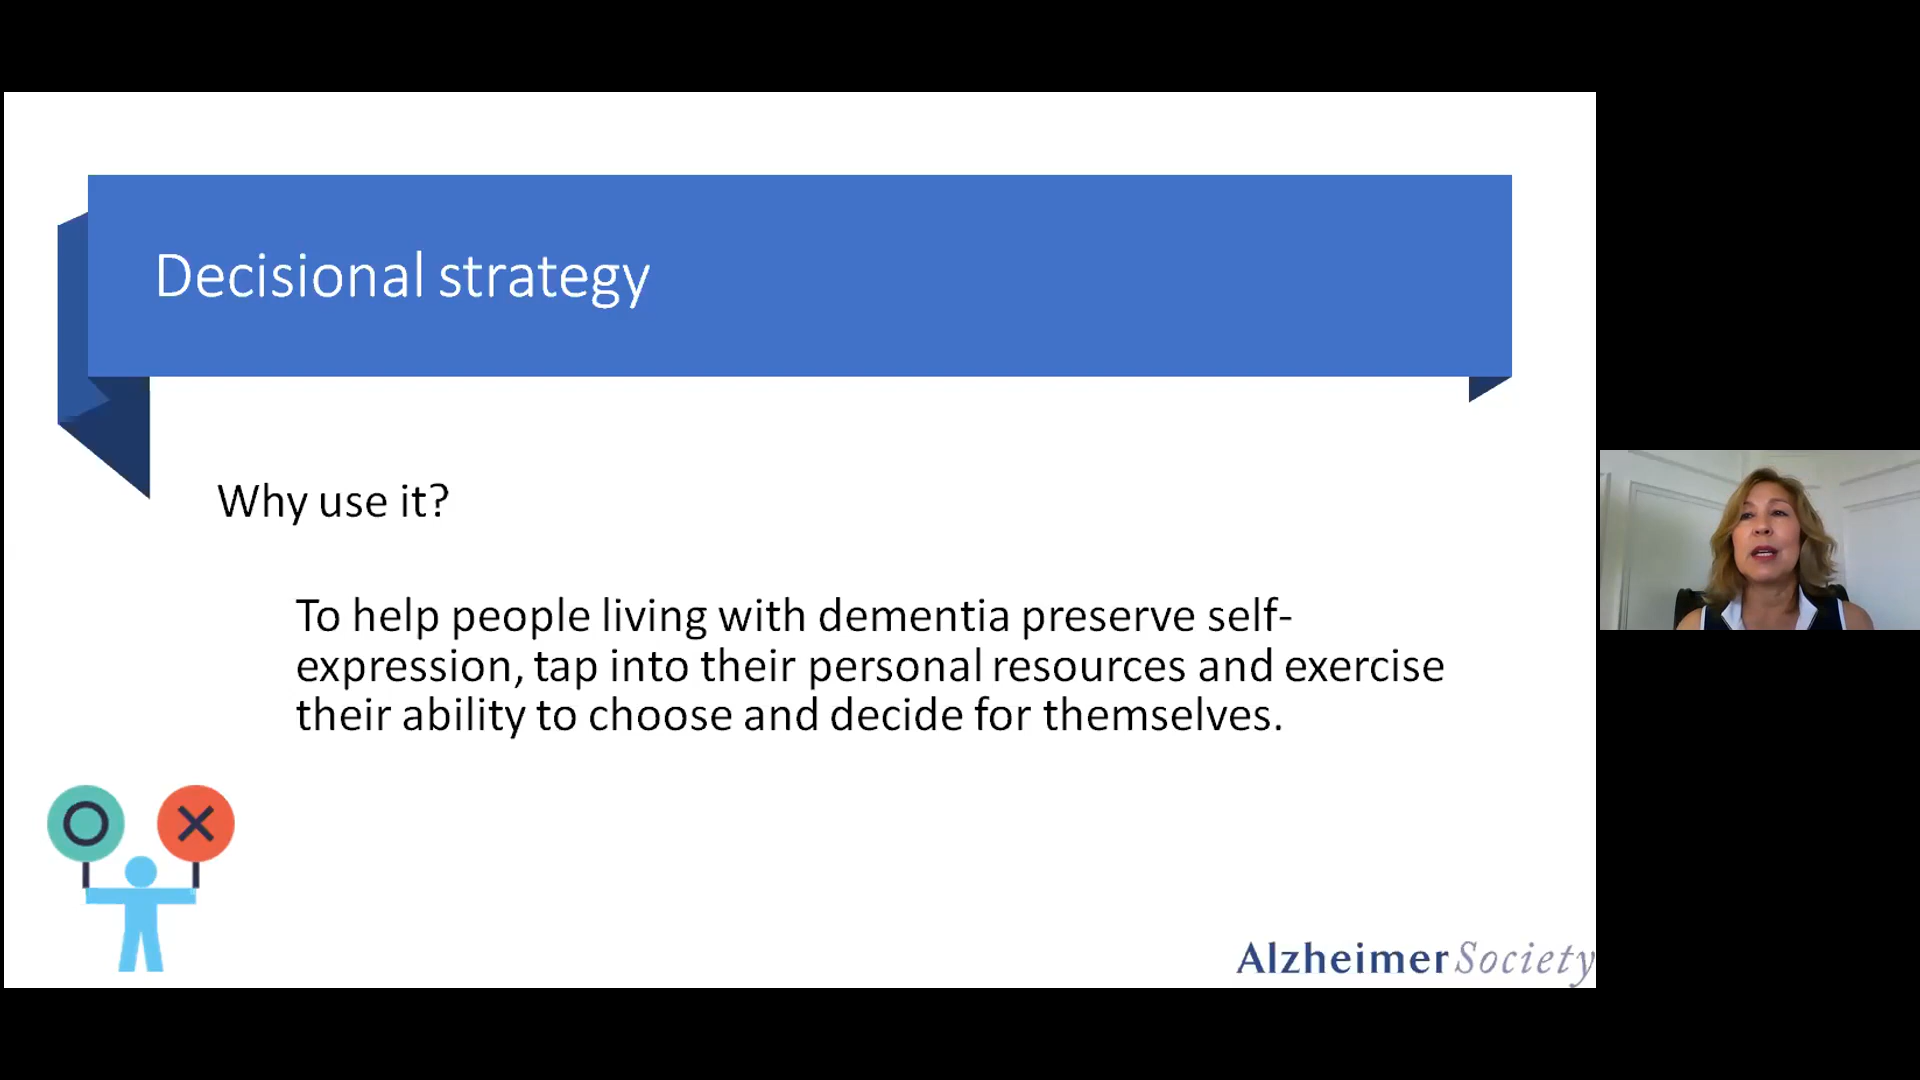 Decisional strategy
Why use it?
To help people living with dementia preserve self-
expression, tap into their personal resources and exercise
their ability to choose and decide for themselves.
Alzheimer Society